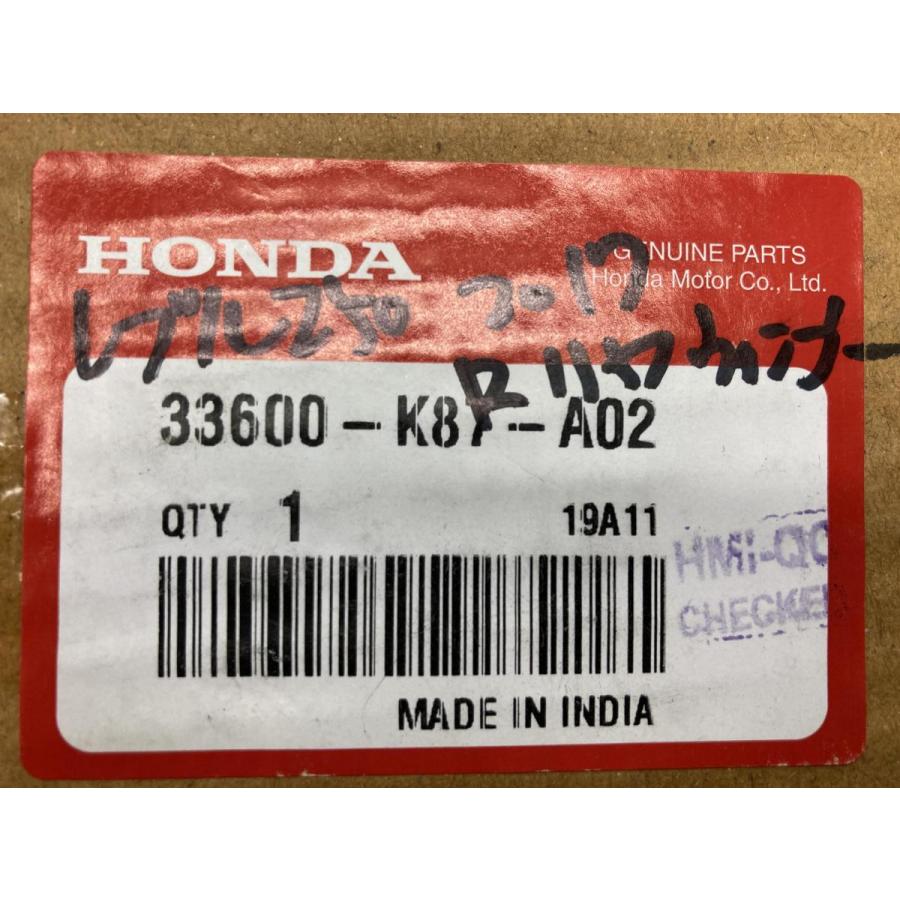 HONDA
GENUINE PARTS
Honda Motor Co., Ltd.
レブル250 2017
R リヤウインカー
33600-K87-A02
QTY 1 19A11
HMI-QC
CHECKED
MADE IN INDIA